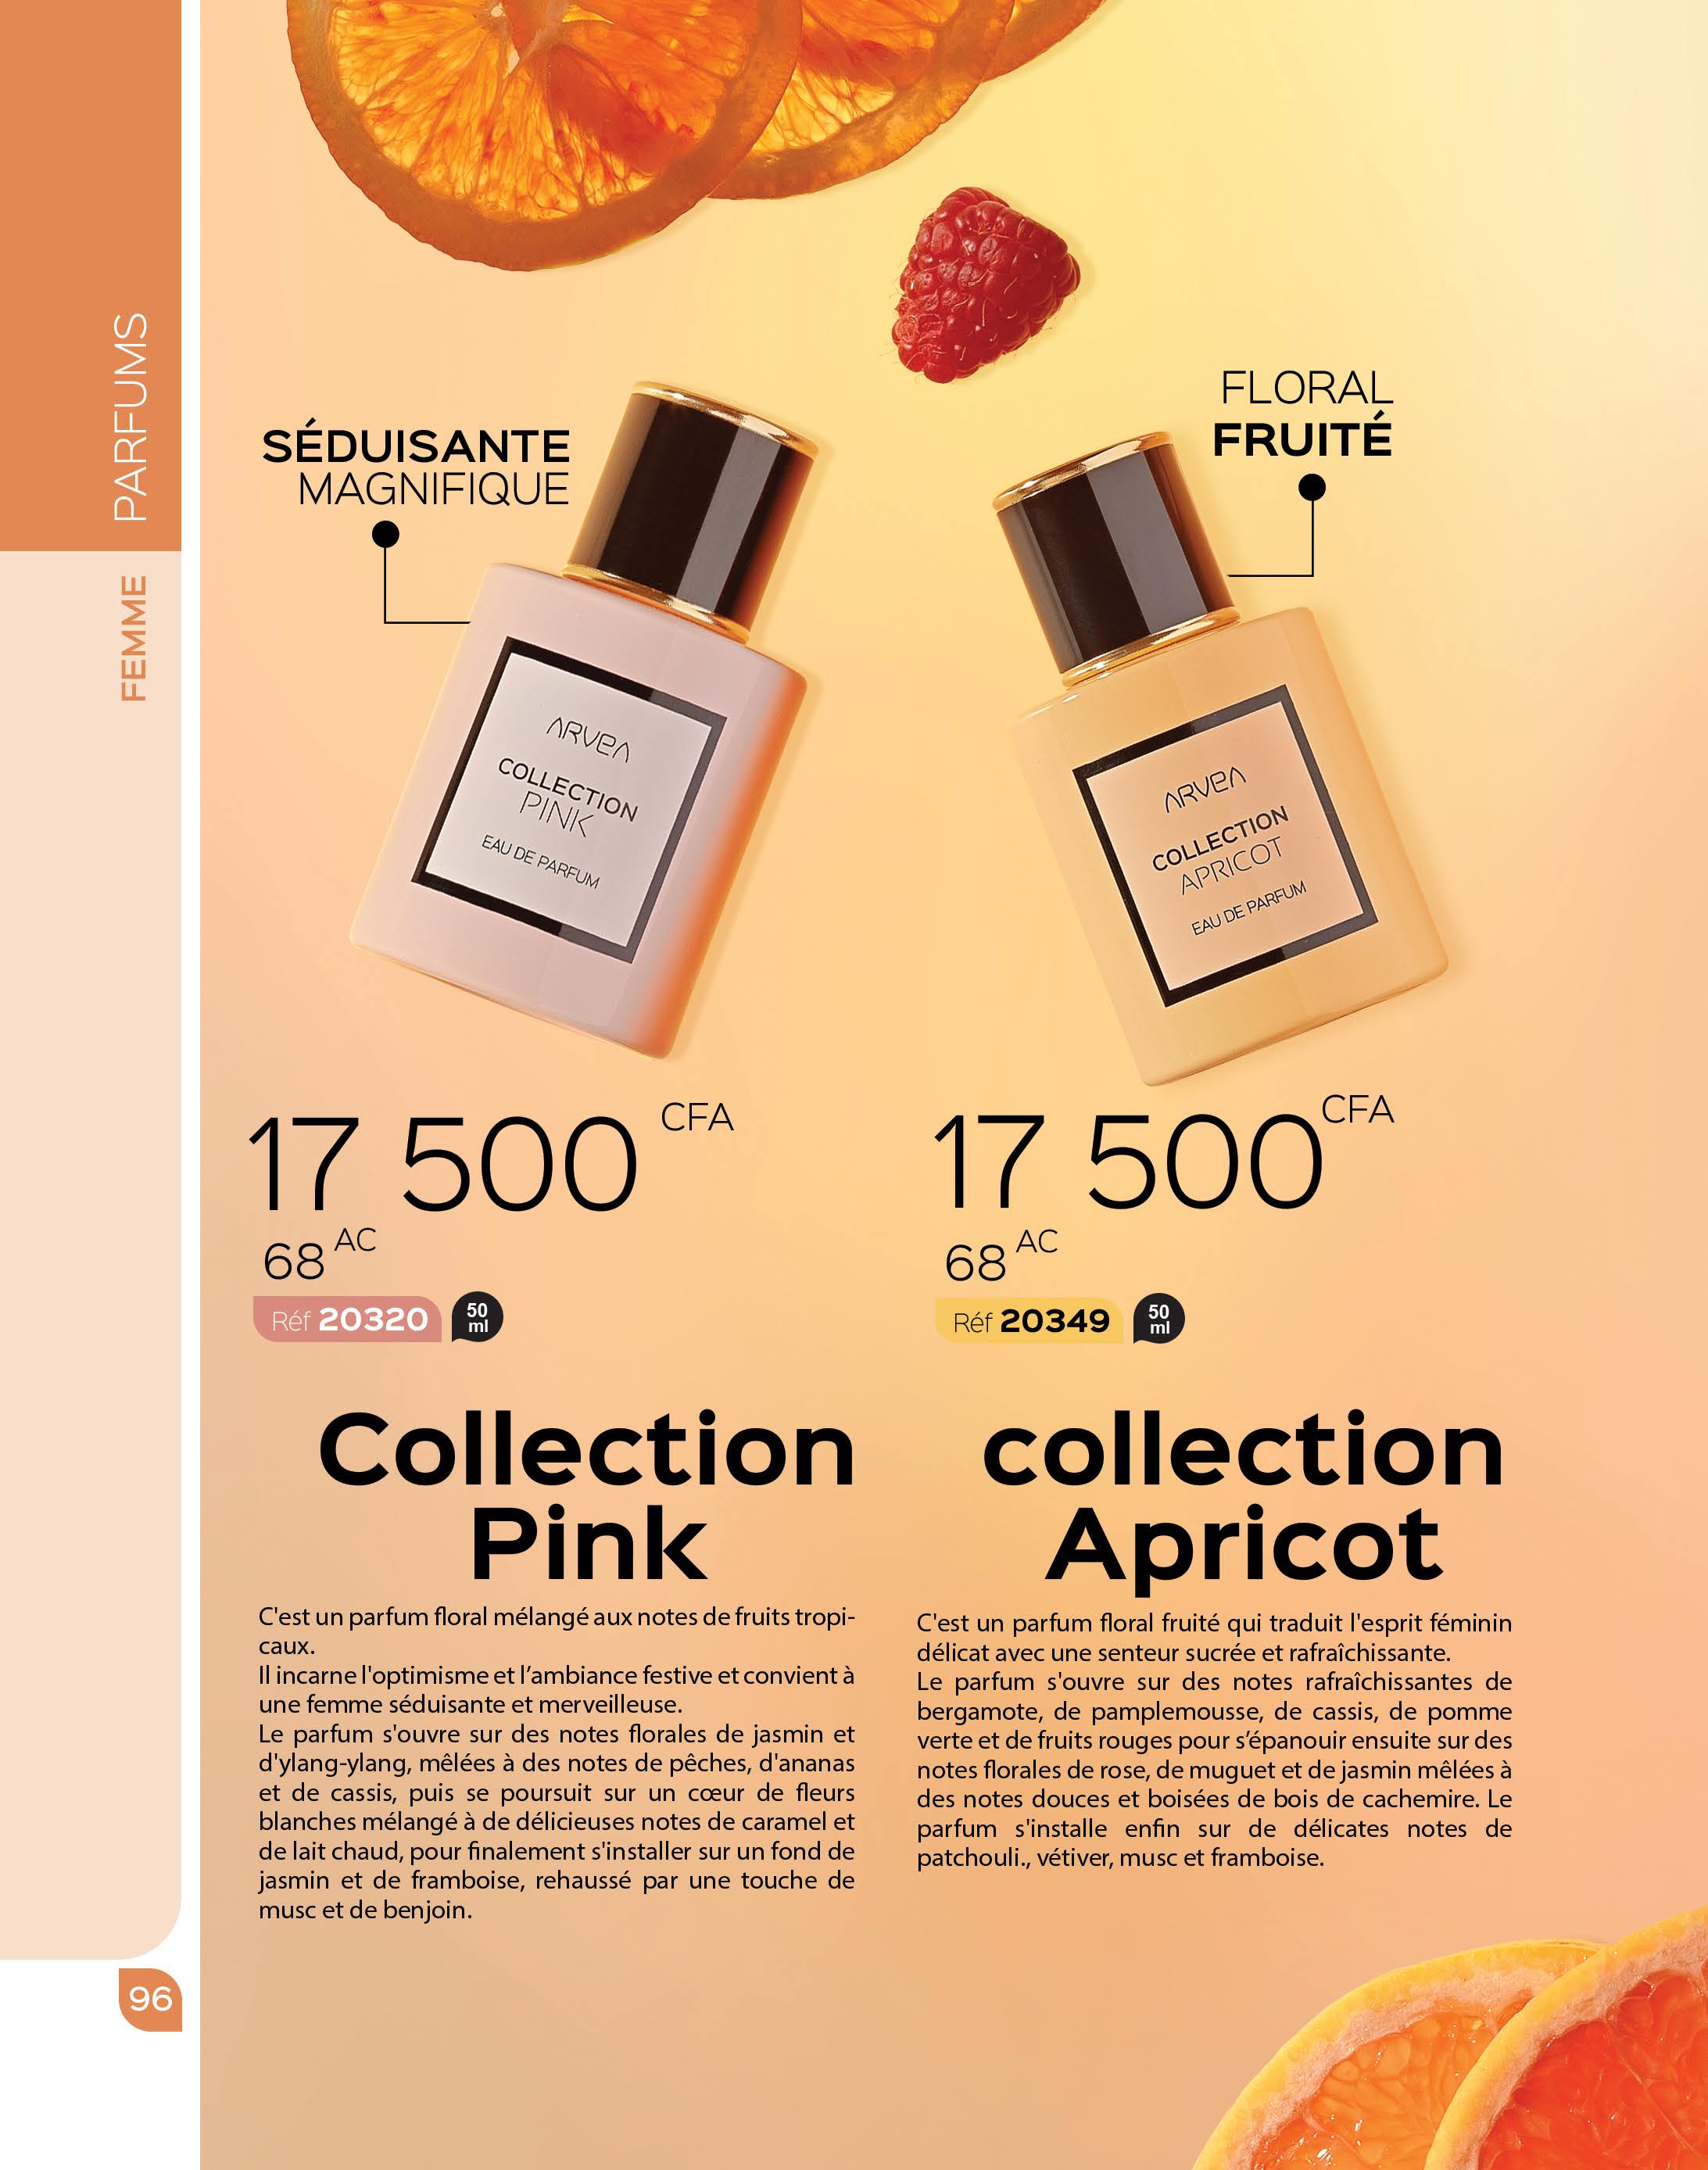 PARFUMS
FEMME
SÉDUISANTE
MAGNIFIQUE
FLORAL
FRUITÉ
ARVEA
COLLECTION
PINK
EAU DE PARFUM
ARVEA
COLLECTION
APRICOT
EAU DE PARFUM
17 500 CFA
68 AC
Réf 20320
50
ml
17 500 CFA
68 AC
Réf 20349
50
ml
Collection
Pink
C'est un parfum floral mélangé aux notes de fruits tropi-
caux.
Il incarne l'optimisme et l’ambiance festive et convient à
une femme séduisante et merveilleuse.
Le parfum s'ouvre sur des notes florales de jasmin et
d'ylang-ylang, mêlées à des notes de pêches, d'ananas
et de cassis, puis se poursuit sur un cœur de fleurs
blanches mélangé à de délicieuses notes de caramel et
de lait chaud, pour finalement s'installer sur un fond de
jasmin et de framboise, rehaussé par une touche de
musc et de benjoin.
collection
Apricot
C'est un parfum floral fruité qui traduit l'esprit féminin
délicat avec une senteur sucrée et rafraîchissante.
Le parfum s'ouvre sur des notes rafraîchissantes de
bergamote, de pamplemousse, de cassis, de pomme
verte et de fruits rouges pour s’épanouir ensuite sur des
notes florales de rose, de muguet et de jasmin mêlées à
des notes douces et boisées de bois de cachemire. Le
parfum s'installe enfin sur de délicates notes de
patchouli., vétiver, musc et framboise.
96